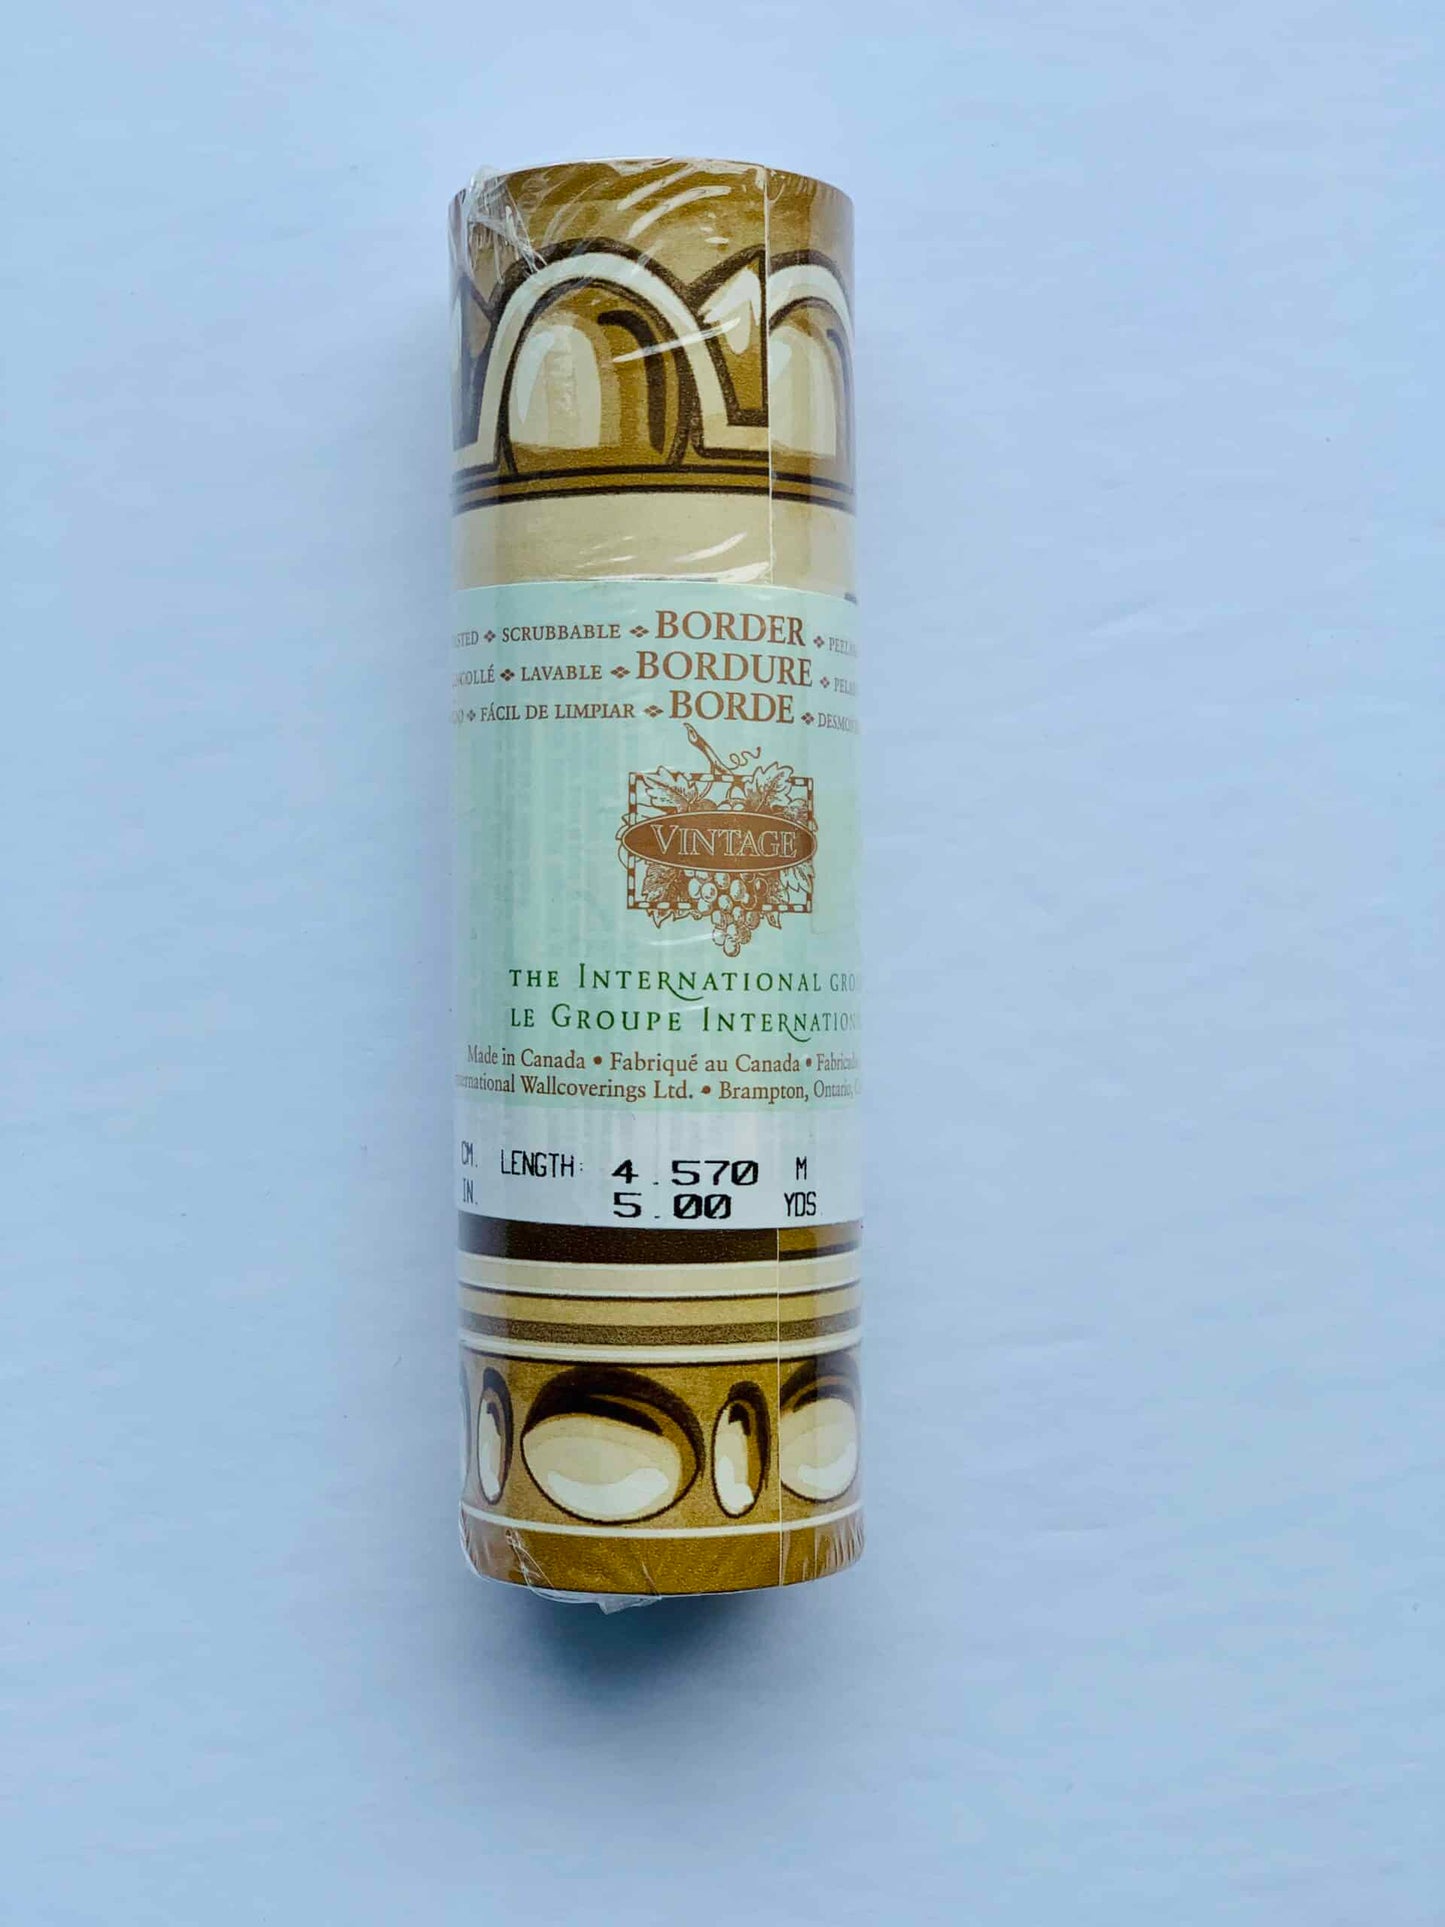 ❖ SCRUBBABLE ❖ BORDER ❖
❖ LAVABLE ❖ BORDURE ❖
❖ FÁCIL DE LIMPIAR ❖ BORDE ❖
VINTAGE
THE INTERNATIONAL
LE GROUPE
Made in Canada • Fabriqué au Canada •
Wallcoverings Ltd. • Brampton, Ontario,
CM. LENGTH: 4.570 M
IN. 5.00 YDS